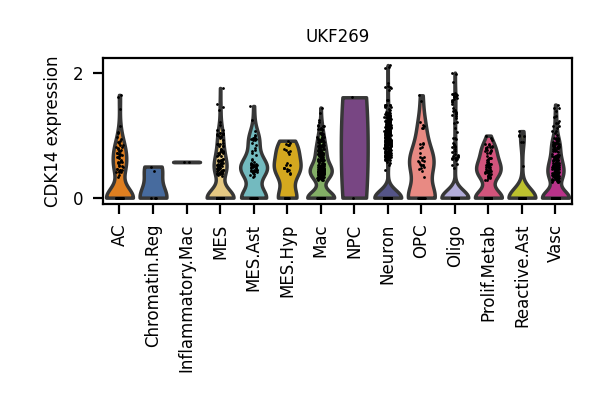 UKF269
CDK14 expression
2
0
AC
Chromatin.Reg
Inflammatory.Mac
MES
MES.Ast
MES.Hyp
Mac
NPC
Neuron
OPC
Oligo
Prolif.Metab
Reactive.Ast
Vasc